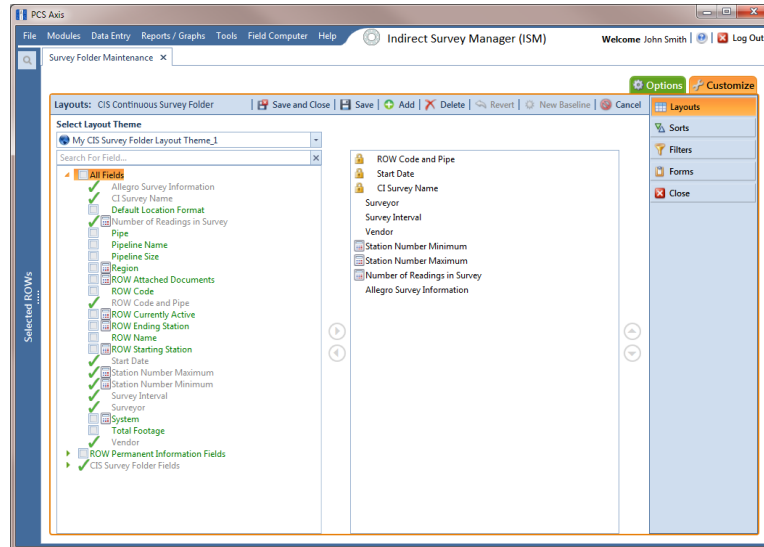 PCS Axis
File Modules Data Entry Reports / Graphs Tools Field Computer Help Indirect Survey Manager (ISM) Welcome John Smith | Log Out
Survey Folder Maintenance ×
Options Customize
Layouts: CIS Continuous Survey Folder | Save and Close | Save | Add | Delete | Revert | New Baseline | Cancel
Layouts
Sorts
Filters
Forms
Close
Select Layout Theme
My CIS Survey Folder Layout Theme_1
Search For Field...
All Fields
Allegro Survey Information
CI Survey Name
Default Location Format
Number of Readings in Survey
Pipe
Pipeline Name
Pipeline Size
Region
ROW Attached Documents
ROW Code
ROW Code and Pipe
ROW Currently Active
ROW Ending Station
ROW Name
ROW Starting Station
Start Date
Station Number Maximum
Station Number Minimum
Survey Interval
Surveyor
System
Total Footage
Vendor
ROW Permanent Information Fields
CIS Survey Folder Fields
ROW Code and Pipe
Start Date
CI Survey Name
Surveyor
Survey Interval
Vendor
Station Number Minimum
Station Number Maximum
Number of Readings in Survey
Allegro Survey Information
Selected ROWs